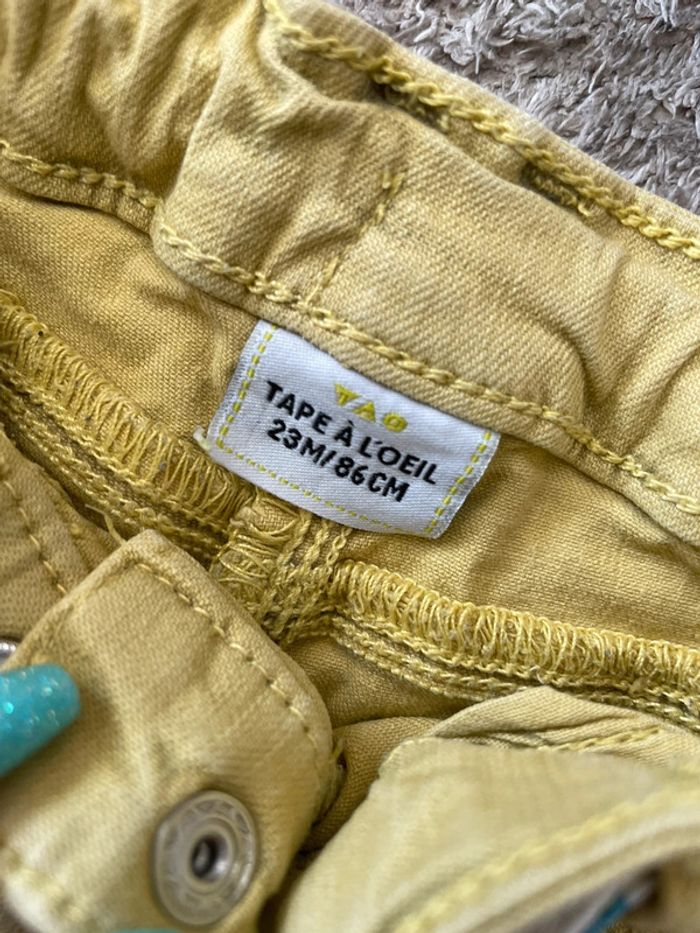 TAO
TAPE À L'OEIL
23M/86CM